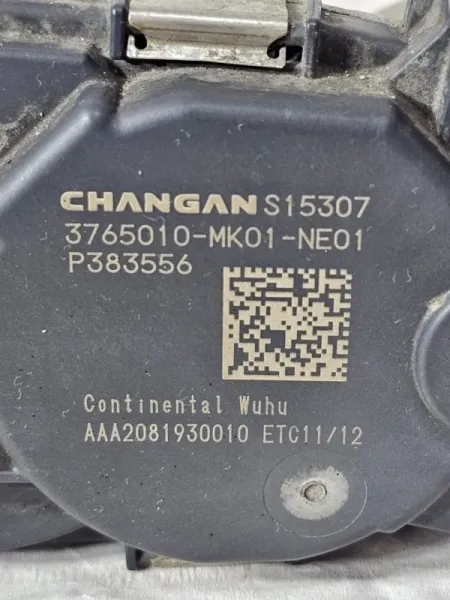 CHANGAN S15307
3765010-MK01-NE01
P383556
Continental Wuhu
AAA2081930010 ETC11/12